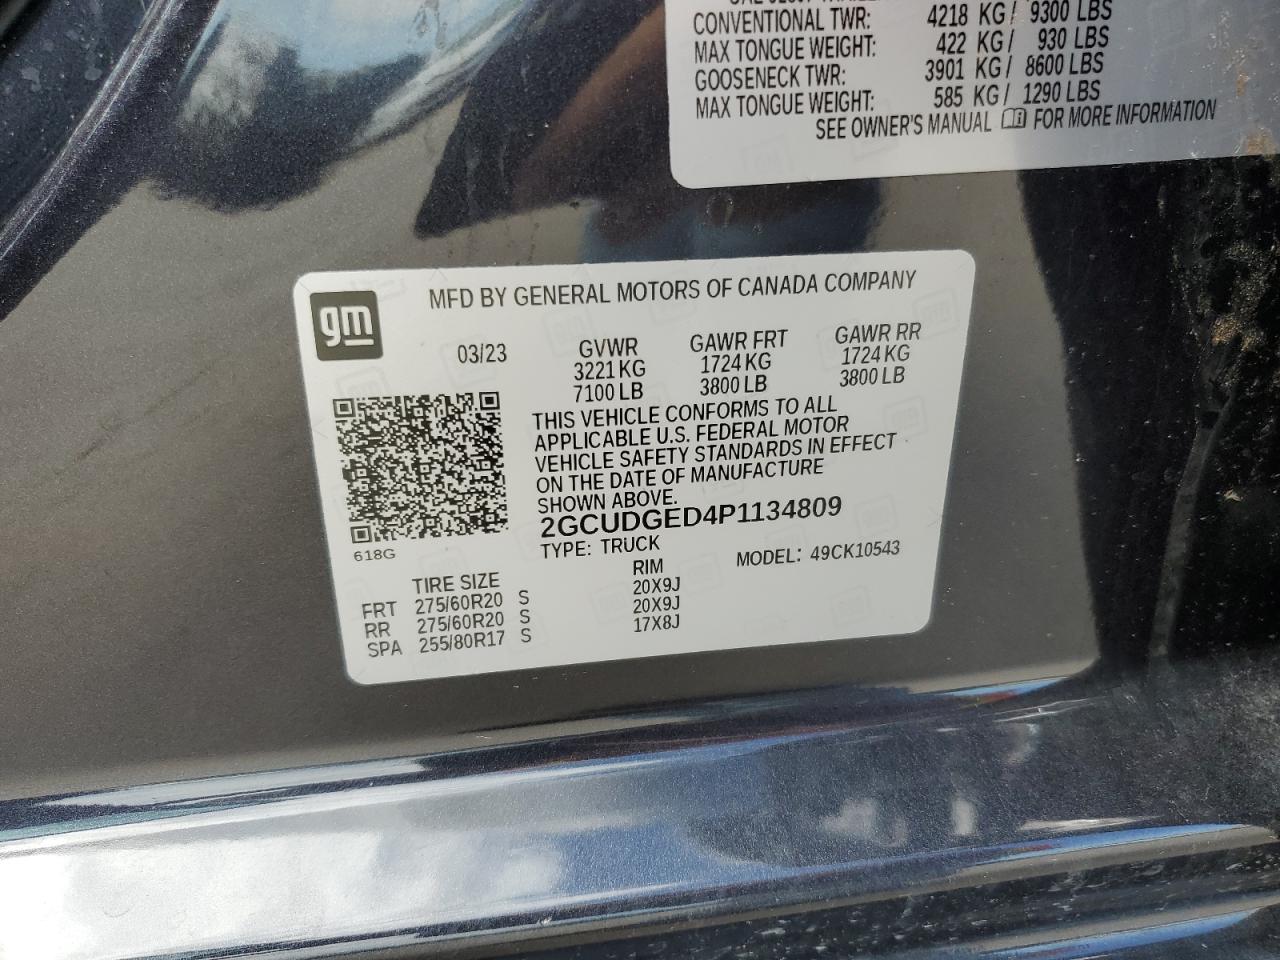 CONVENTIONAL TWR: 4218 KG/ 9300 LBS
MAX TONGUE WEIGHT: 422 KG/ 930 LBS
GOOSENECK TWR: 3901 KG/ 8600 LBS
MAX TONGUE WEIGHT: 585 KG/ 1290 LBS
SEE OWNER'S MANUAL FOR MORE INFORMATION
gm
MFD BY GENERAL MOTORS OF CANADA COMPANY
03/23 GVWR GAWR FRT GAWR RR
3221 KG 1724 KG 1724 KG
7100 LB 3800 LB 3800 LB
THIS VEHICLE CONFORMS TO ALL
APPLICABLE U.S. FEDERAL MOTOR
VEHICLE SAFETY STANDARDS IN EFFECT
ON THE DATE OF MANUFACTURE
SHOWN ABOVE.
2GCUDGED4P1134809
618G
TYPE: TRUCK MODEL: 49CK10543
TIRE SIZE RIM
FRT 275/60R20 S 20X9J
RR 275/60R20 S 20X9J
SPA 255/80R17 S 17X8J